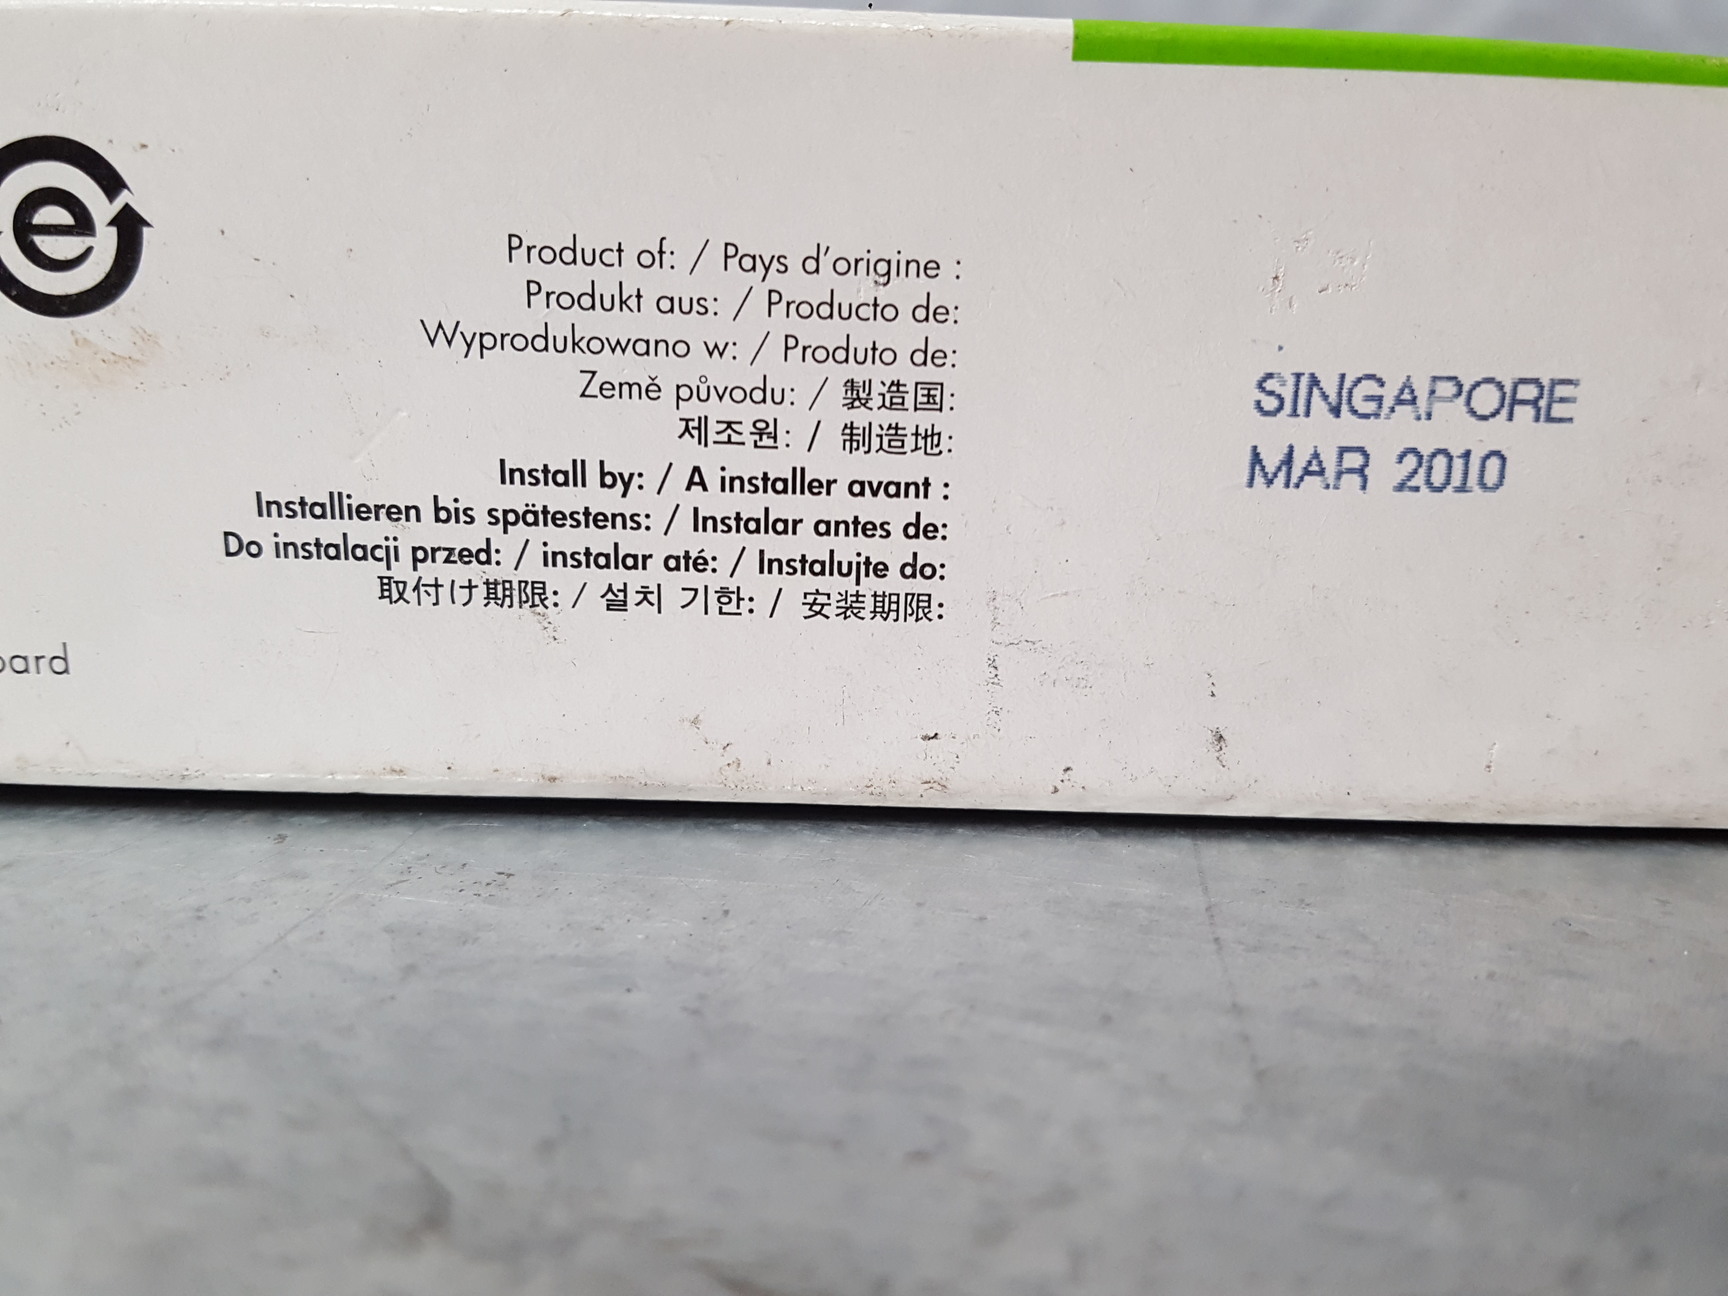 e
Product of: / Pays d'origine :
Produkt aus: / Producto de:
Wyprodukowano w: / Produto de:
Země původu: / 製造国:
제조원: / 制造地:
Install by: / A installer avant :
Installieren bis spätestens: / Instalar antes de:
Do instalacji przed: / instalar até: / Instalujte do:
取付け期限: / 설치 기한: / 安装期限:
SINGAPORE
MAR 2010